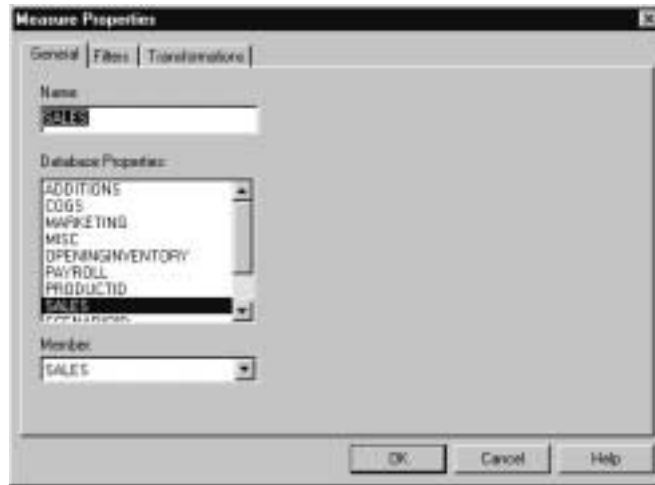 Measure Properties
General Filters Transformations
Name
SALES
Database Properties:
ADDITIONS
COGS
MARKETING
MISC
OPENINGINVENTORY
PAYROLL
PRODUCTID
SALES
SCENARIOID
Member:
SALES
OK Cancel Help